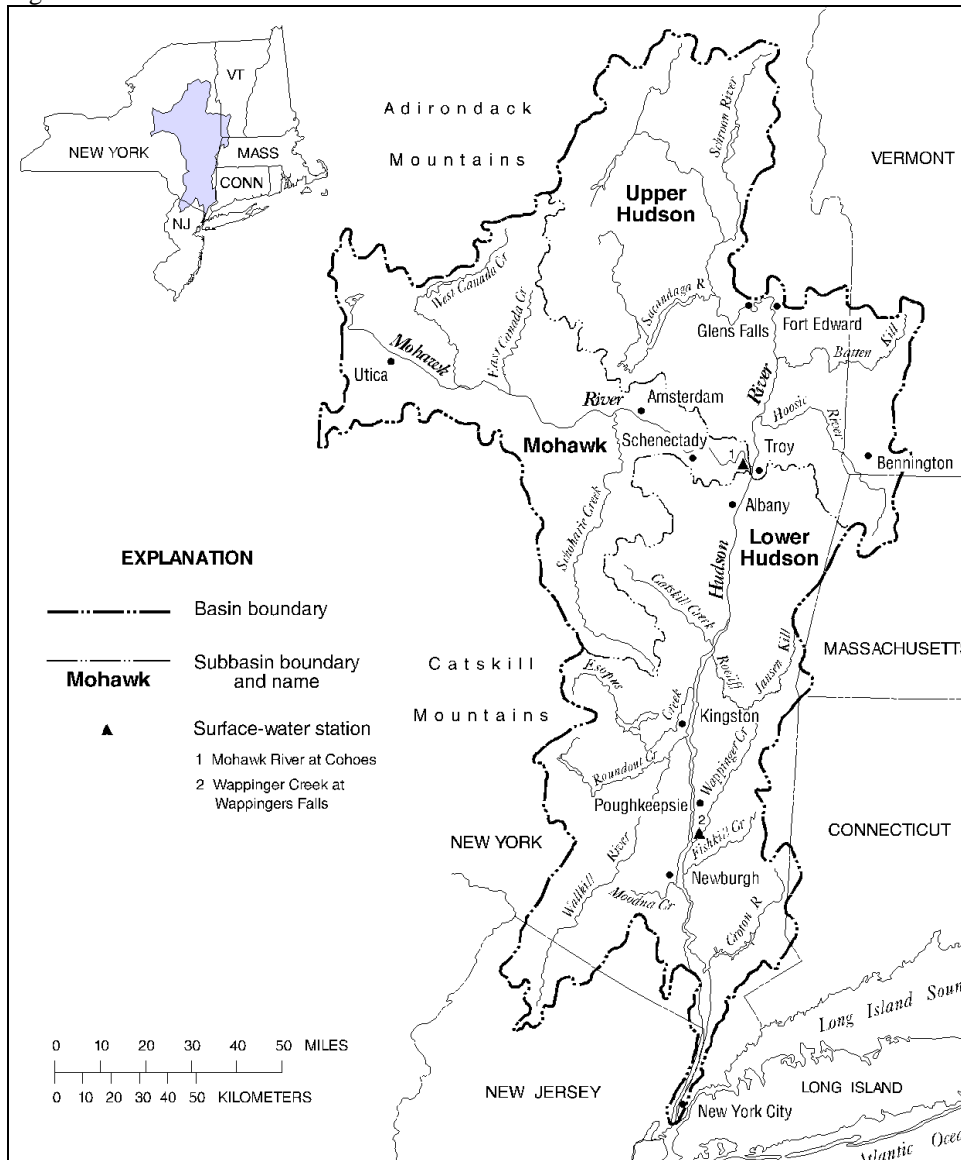 VT
NEW YORK
MASS
CONN
NJ
Adirondack
Mountains
VERMONT
Schroon River
Upper
Hudson
West Canada Cr
East Canada Cr
Sacandaga R
Glens Falls
Fort Edward
Batten Kill
Mohawk River
Utica
Amsterdam
River
Hoosic River
Mohawk
Schenectady
1
Troy
Bennington
Albany
Schoharie Creek
Hudson
Lower
Hudson
Catskill Creek
EXPLANATION
Basin boundary
Subbasin boundary
and name
Mohawk
Surface-water station
1 Mohawk River at Cohoes
2 Wappinger Creek at
Wappingers Falls
Catskill
Mountains
MASSACHUSETTS
Esopus Creek
Roeliff Jansen Kill
Kingston
Roundout Cr
Wappinger Cr
Poughkeepsie
2
Fishkill Cr
CONNECTICUT
NEW YORK
Wallkill River
Newburgh
Moodna Cr
Croton R
Long Island Soun
0 10 20 30 40 50 MILES
0 10 20 30 40 50 KILOMETERS
NEW JERSEY
LONG ISLAND
New York City
Atlantic Ocea